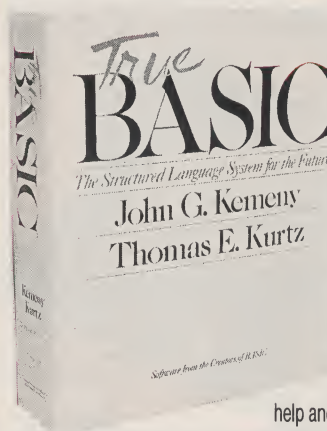 True
BASIC
The Structured Language System for the Future
John G. Kemeny
Thomas E. Kurtz
Software from the Creators of BASIC
BASIC
Kemeny
Kurtz
help and